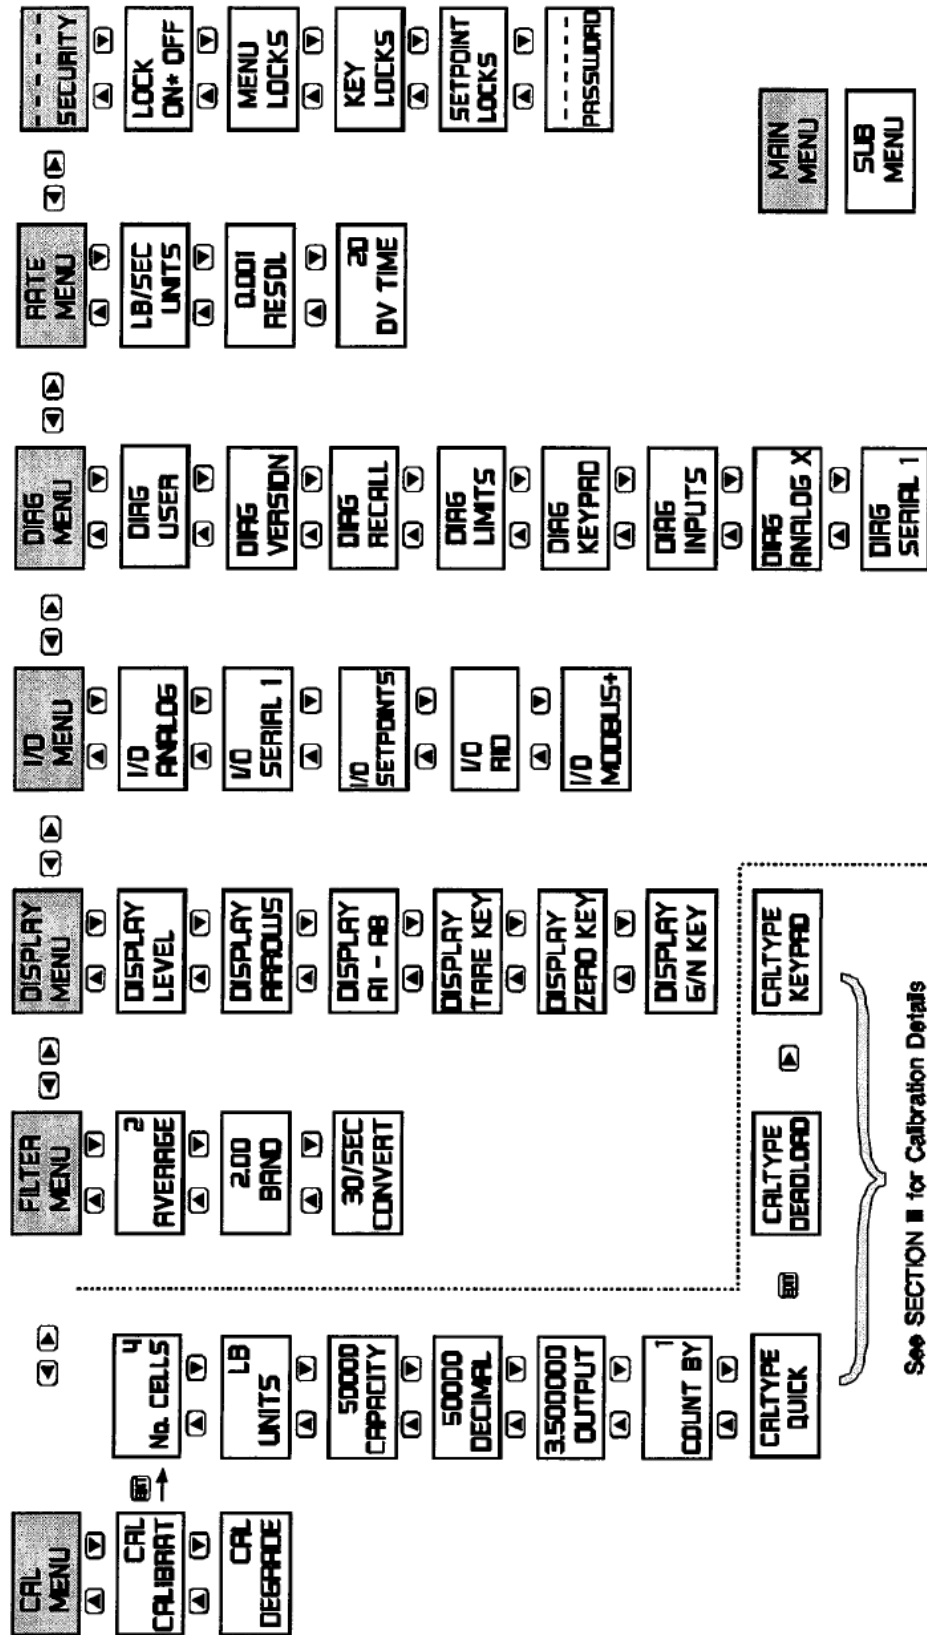 CAL
MENU
CAL
CALIBRAT
CAL
DEGRADE
4
No. CELLS
LB
UNITS
50000
CAPACITY
50000
DECIMAL
3.500000
OUTPUT
1
COUNT BY
CALTYPE
QUICK
CALTYPE
DEADLOAD
CALTYPE
KEYPAD
See SECTION III for Calibration Details
FILTER
MENU
2
AVERAGE
2.00
BAND
30/SEC
CONVERT
DISPLAY
MENU
DISPLAY
LEVEL
DISPLAY
ARROWS
DISPLAY
A1 - A8
DISPLAY
TARE KEY
DISPLAY
ZERO KEY
DISPLAY
G/N KEY
I/O
MENU
I/O
ANALOG
I/O
SERIAL 1
I/O
SETPOINTS
I/O
RIO
I/O
MODBUS+
DIAG
MENU
DIAG
USER
DIAG
VERSION
DIAG
RECALL
DIAG
LIMITS
DIAG
KEYPAD
DIAG
INPUTS
DIAG
ANALOG X
DIAG
SERIAL 1
RATE
MENU
LB/SEC
UNITS
0.001
RESOL
20
DV TIME
- - - - - -
SECURITY
LOCK
ON* OFF
MENU
LOCKS
KEY
LOCKS
SETPOINT
LOCKS
- - - - -
PASSWORD
MAIN
MENU
SUB
MENU